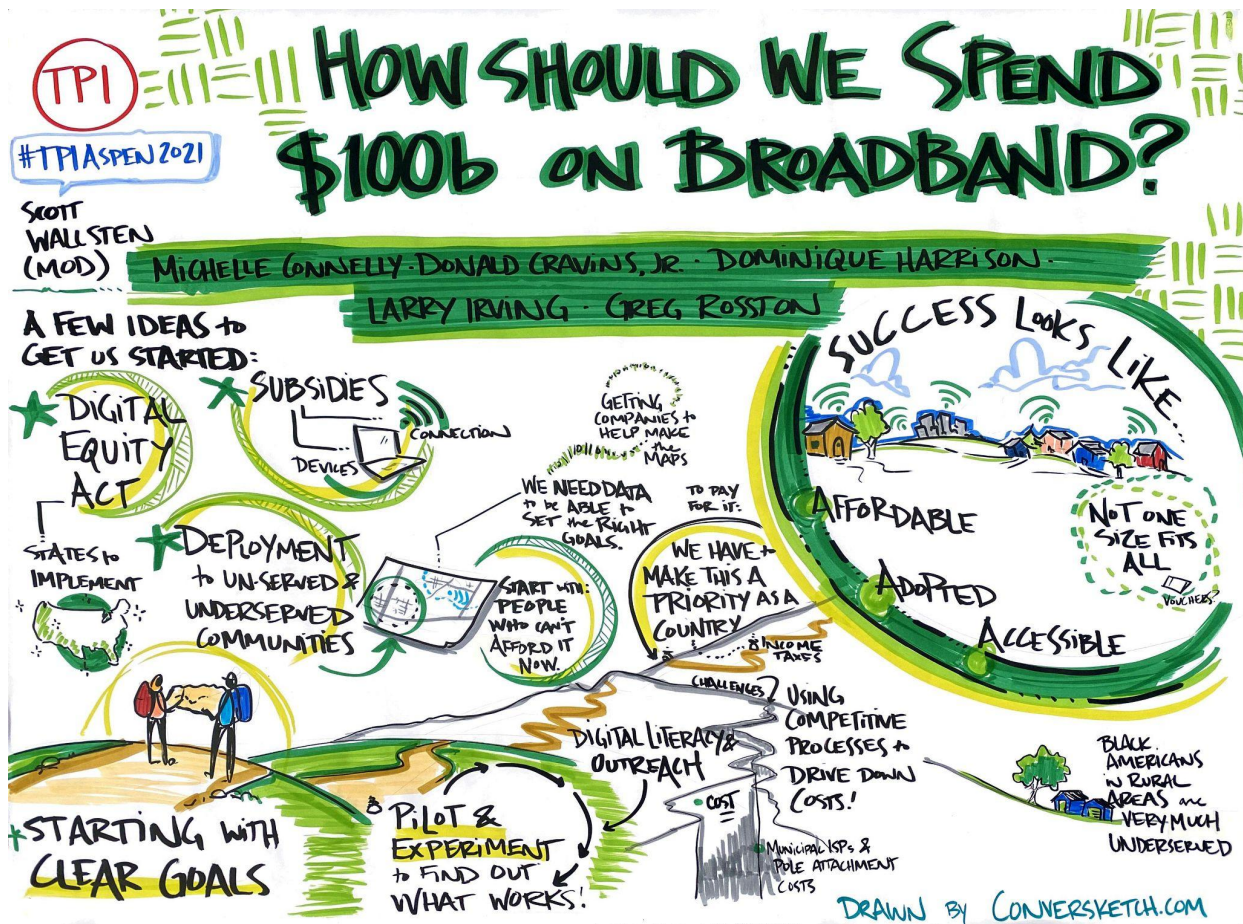 TPI
HOW SHOULD WE SPEND
$100b ON BROADBAND?
#TPIASPEN2021
SCOTT
WALLSTEN
(MOD)
MICHELLE CONNELLY · DONALD CRAVINS, JR. · DOMINIQUE HARRISON ·
LARRY IRVING · GREG ROSSTON
A FEW IDEAS to
GET US STARTED:
DIGITAL
EQUITY
ACT
STATES to
IMPLEMENT
SUBSIDIES
CONNECTION
DEVICES
DEPLOYMENT
to UN-SERVED &
UNDERSERVED
COMMUNITIES
GETTING
COMPANIES to
HELP MAKE
the
MAPS
WE NEED DATA
to be ABLE to
SET the RIGHT
GOALS.
START WITH:
PEOPLE
WHO CAN'T
AFFORD IT
NOW.
TO PAY
FOR IT:
WE HAVE to
MAKE THIS A
PRIORITY AS A
COUNTRY
INCOME
TAXES
SUCCESS LOOKS LIKE...
AFFORDABLE
ADOPTED
ACCESSIBLE
NOT ONE
SIZE FITS
ALL
VOUCHERS?
STARTING WITH
CLEAR GOALS
PILOT &
EXPERIMENT
to FIND OUT
WHAT WORKS!
DIGITAL LITERACY &
OUTREACH
CHALLENGES
COST
USING
COMPETITIVE
PROCESSES to
DRIVE DOWN
COSTS!
MUNICIPAL ISPs &
POLE ATTACHMENT
COSTS
BLACK
AMERICANS
IN RURAL
AREAS are
VERY MUCH
UNDERSERVED
DRAWN BY CONVERSKETCH.COM